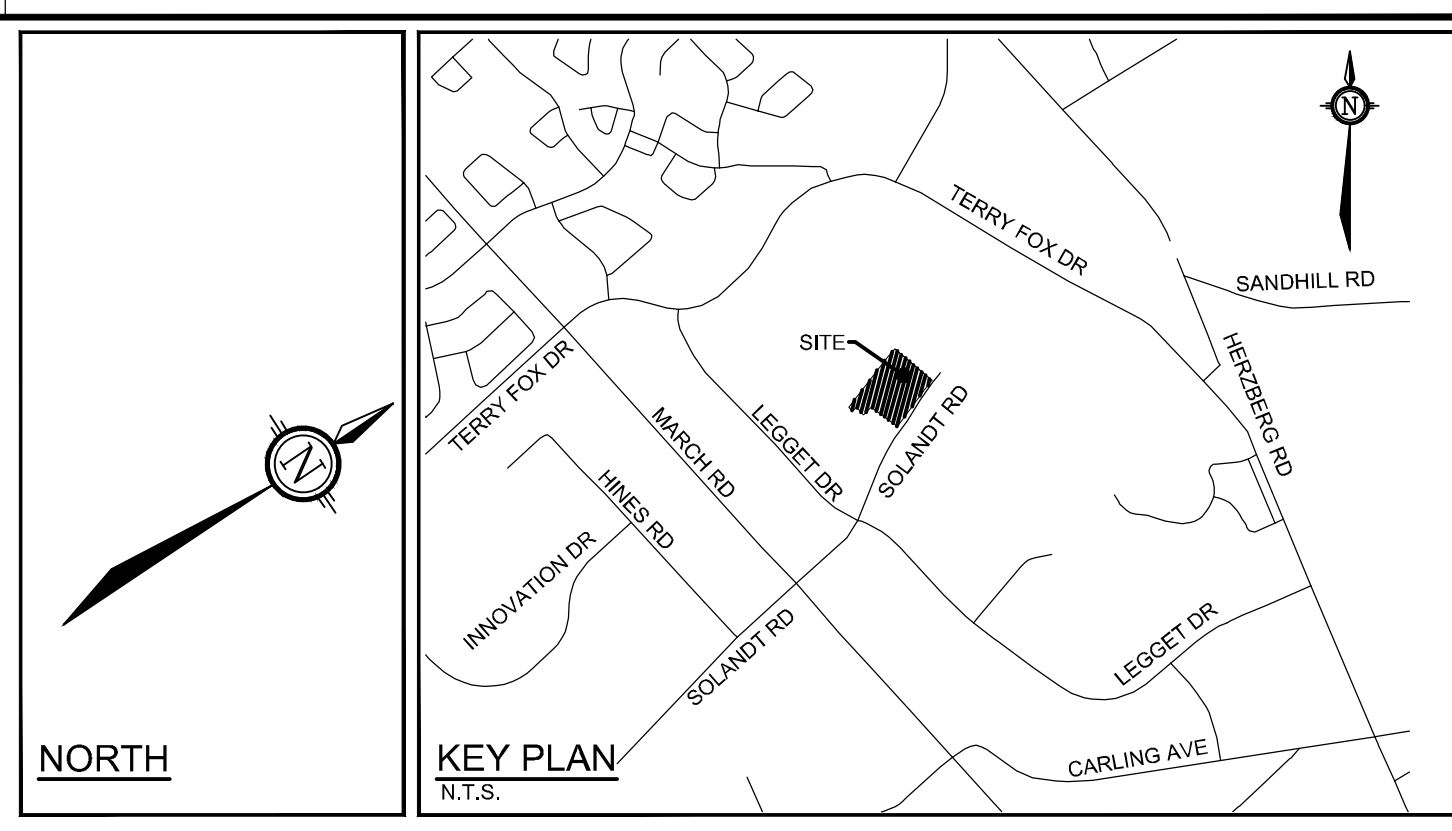 N
NORTH
N
TERRY FOX DR
SANDHILL RD
SITE
HERZBERG RD
TERRY FOX DR
MARCH RD
LEGGET DR
SOLANDT RD
HINES RD
INNOVATION DR
SOLANDT RD
LEGGET DR
CARLING AVE
KEY PLAN
N.T.S.